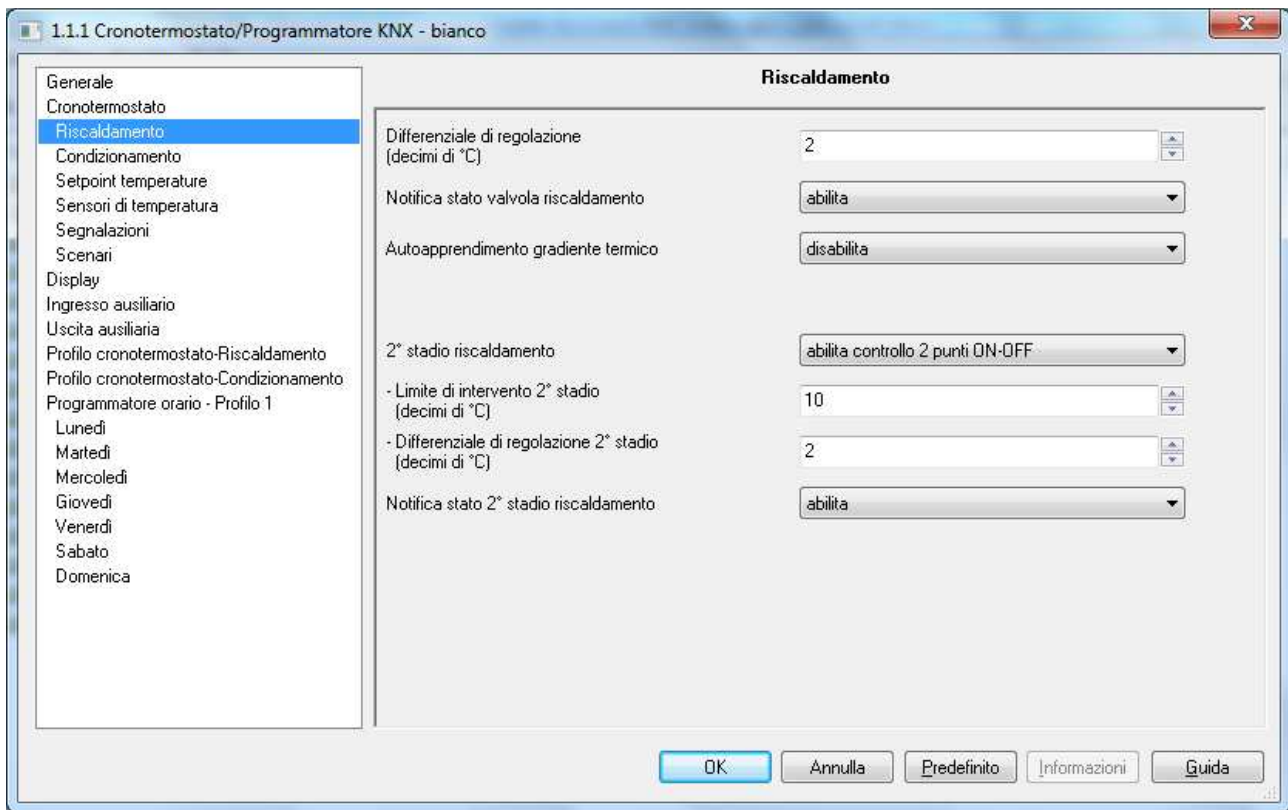 1.1.1 Cronotermostato/Programmatore KNX - bianco
Generale
Cronotermostato
Riscaldamento
Condizionamento
Setpoint temperature
Sensori di temperatura
Segnalazioni
Scenari
Display
Ingresso ausiliario
Uscita ausiliaria
Profilo cronotermostato-Riscaldamento
Profilo cronotermostato-Condizionamento
Programmatore orario - Profilo 1
Lunedì
Martedì
Mercoledì
Giovedì
Venerdì
Sabato
Domenica
Riscaldamento
Differenziale di regolazione
(decimi di °C)
2
Notifica stato valvola riscaldamento
abilita
Autoapprendimento gradiente termico
disabilita
2° stadio riscaldamento
abilita controllo 2 punti ON-OFF
- Limite di intervento 2° stadio
(decimi di °C)
10
- Differenziale di regolazione 2° stadio
(decimi di °C)
2
Notifica stato 2° stadio riscaldamento
abilita
OK
Annulla
Predefinito
Informazioni
Guida